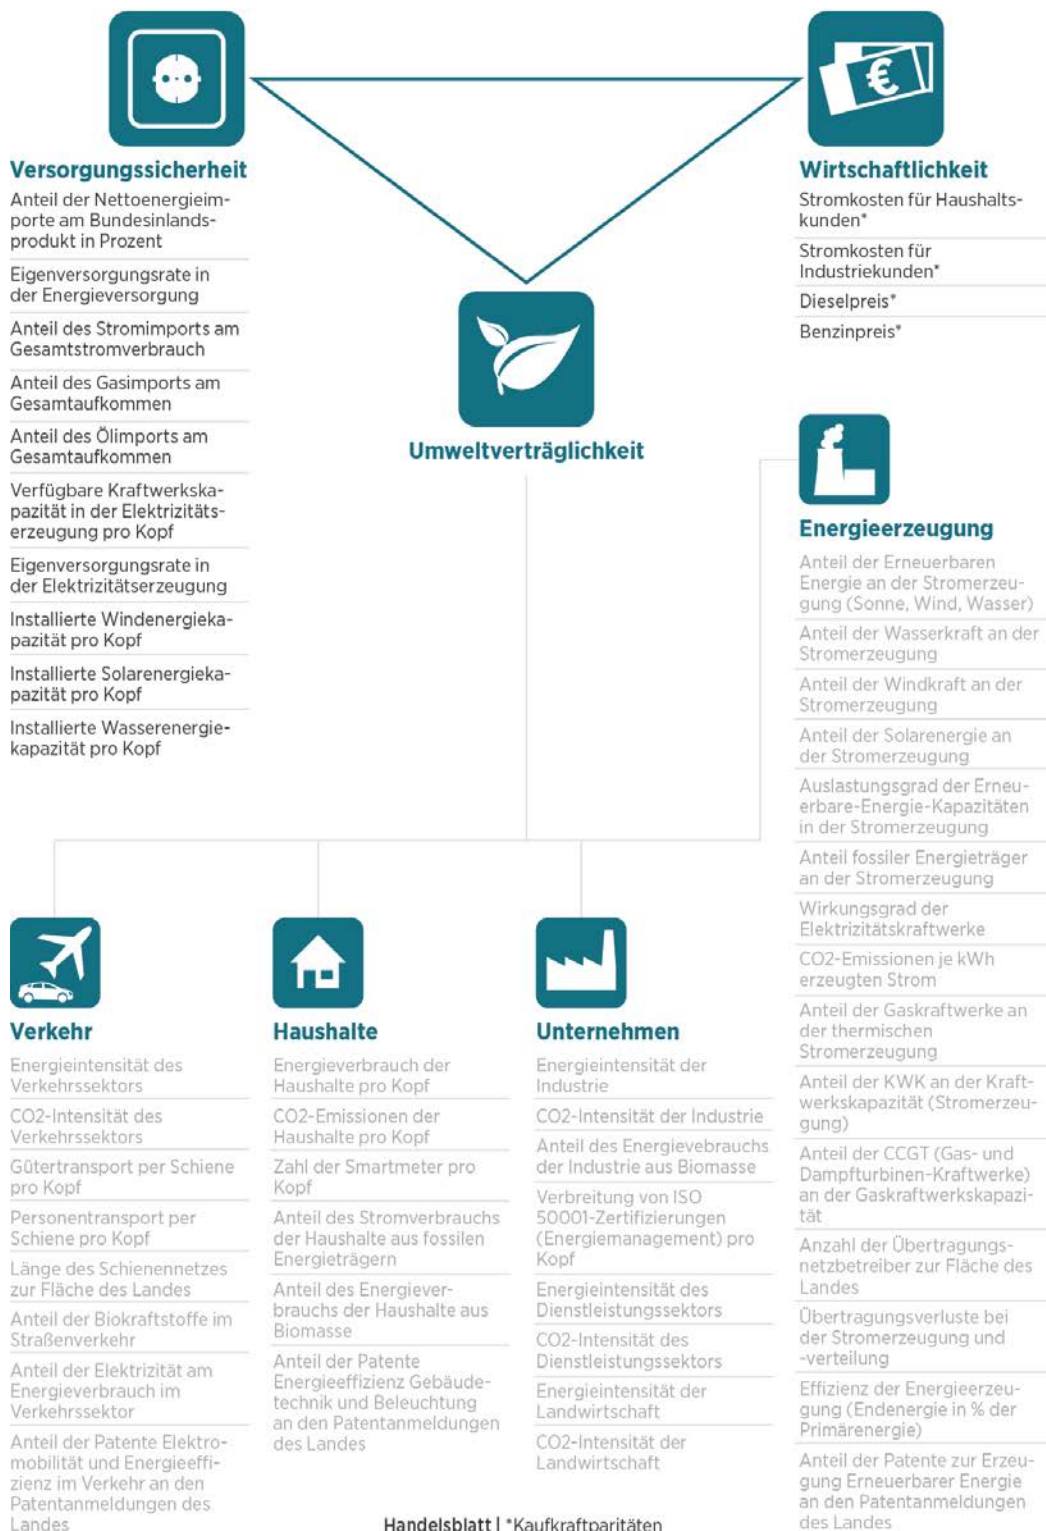 Versorgungssicherheit
Anteil der Nettoenergieim-
porte am Bundesinlands-
produkt in Prozent
Eigenversorgungsrate in
der Energieversorgung
Anteil des Stromimports am
Gesamtstromverbrauch
Anteil des Gasimports am
Gesamtaufkommen
Anteil des Ölimports am
Gesamtaufkommen
Verfügbare Kraftwerkska-
pazität in der Elektrizitäts-
erzeugung pro Kopf
Eigenversorgungsrate in
der Elektrizitätserzeugung
Installierte Windenergieka-
pazität pro Kopf
Installierte Solarenergieka-
pazität pro Kopf
Installierte Wasserenergie-
kapazität pro Kopf
€
Wirtschaftlichkeit
Stromkosten für Haushalts-
kunden*
Stromkosten für
Industriekunden*
Dieselpreis*
Benzinpreis*
Umweltverträglichkeit
Energieerzeugung
Anteil der Erneuerbaren
Energie an der Stromerzeu-
gung (Sonne, Wind, Wasser)
Anteil der Wasserkraft an der
Stromerzeugung
Anteil der Windkraft an der
Stromerzeugung
Anteil der Solarenergie an
der Stromerzeugung
Auslastungsgrad der Erneu-
erbare-Energie-Kapazitäten
in der Stromerzeugung
Anteil fossiler Energieträger
an der Stromerzeugung
Wirkungsgrad der
Elektrizitätskraftwerke
CO2-Emissionen je kWh
erzeugten Strom
Anteil der Gaskraftwerke an
der thermischen
Stromerzeugung
Anteil der KWK an der Kraft-
werkskapazität (Stromerzeu-
gung)
Anteil der CCGT (Gas- und
Dampfturbinen-Kraftwerke)
an der Gaskraftwerkskapazi-
tät
Anzahl der Übertragungs-
netzbetreiber zur Fläche des
Landes
Übertragungsverluste bei
der Stromerzeugung und
-verteilung
Effizienz der Energieerzeu-
gung (Endenergie in % der
Primärenergie)
Anteil der Patente zur Erzeu-
gung Erneuerbarer Energie
an den Patentanmeldungen
des Landes
Verkehr
Energieintensität des
Verkehrssektors
CO2-Intensität des
Verkehrssektors
Gütertransport per Schiene
pro Kopf
Personentransport per
Schiene pro Kopf
Länge des Schienennetzes
zur Fläche des Landes
Anteil der Biokraftstoffe im
Straßenverkehr
Anteil der Elektrizität am
Energieverbrauch im
Verkehrssektor
Anteil der Patente Elektro-
mobilität und Energieeffi-
zienz im Verkehr an den
Patentanmeldungen des
Landes
Haushalte
Energieverbrauch der
Haushalte pro Kopf
CO2-Emissionen der
Haushalte pro Kopf
Zahl der Smartmeter pro
Kopf
Anteil des Stromverbrauchs
der Haushalte aus fossilen
Energieträgern
Anteil des Energiever-
brauchs der Haushalte aus
Biomasse
Anteil der Patente
Energieeffizienz Gebäude-
technik und Beleuchtung
an den Patentanmeldungen
des Landes
Unternehmen
Energieintensität der
Industrie
CO2-Intensität der Industrie
Anteil des Energievebrauchs
der Industrie aus Biomasse
Verbreitung von ISO
50001-Zertifizierungen
(Energiemanagement) pro
Kopf
Energieintensität des
Dienstleistungssektors
CO2-Intensität des
Dienstleistungssektors
Energieintensität der
Landwirtschaft
CO2-Intensität der
Landwirtschaft
Handelsblatt | *Kaufkraftparitäten